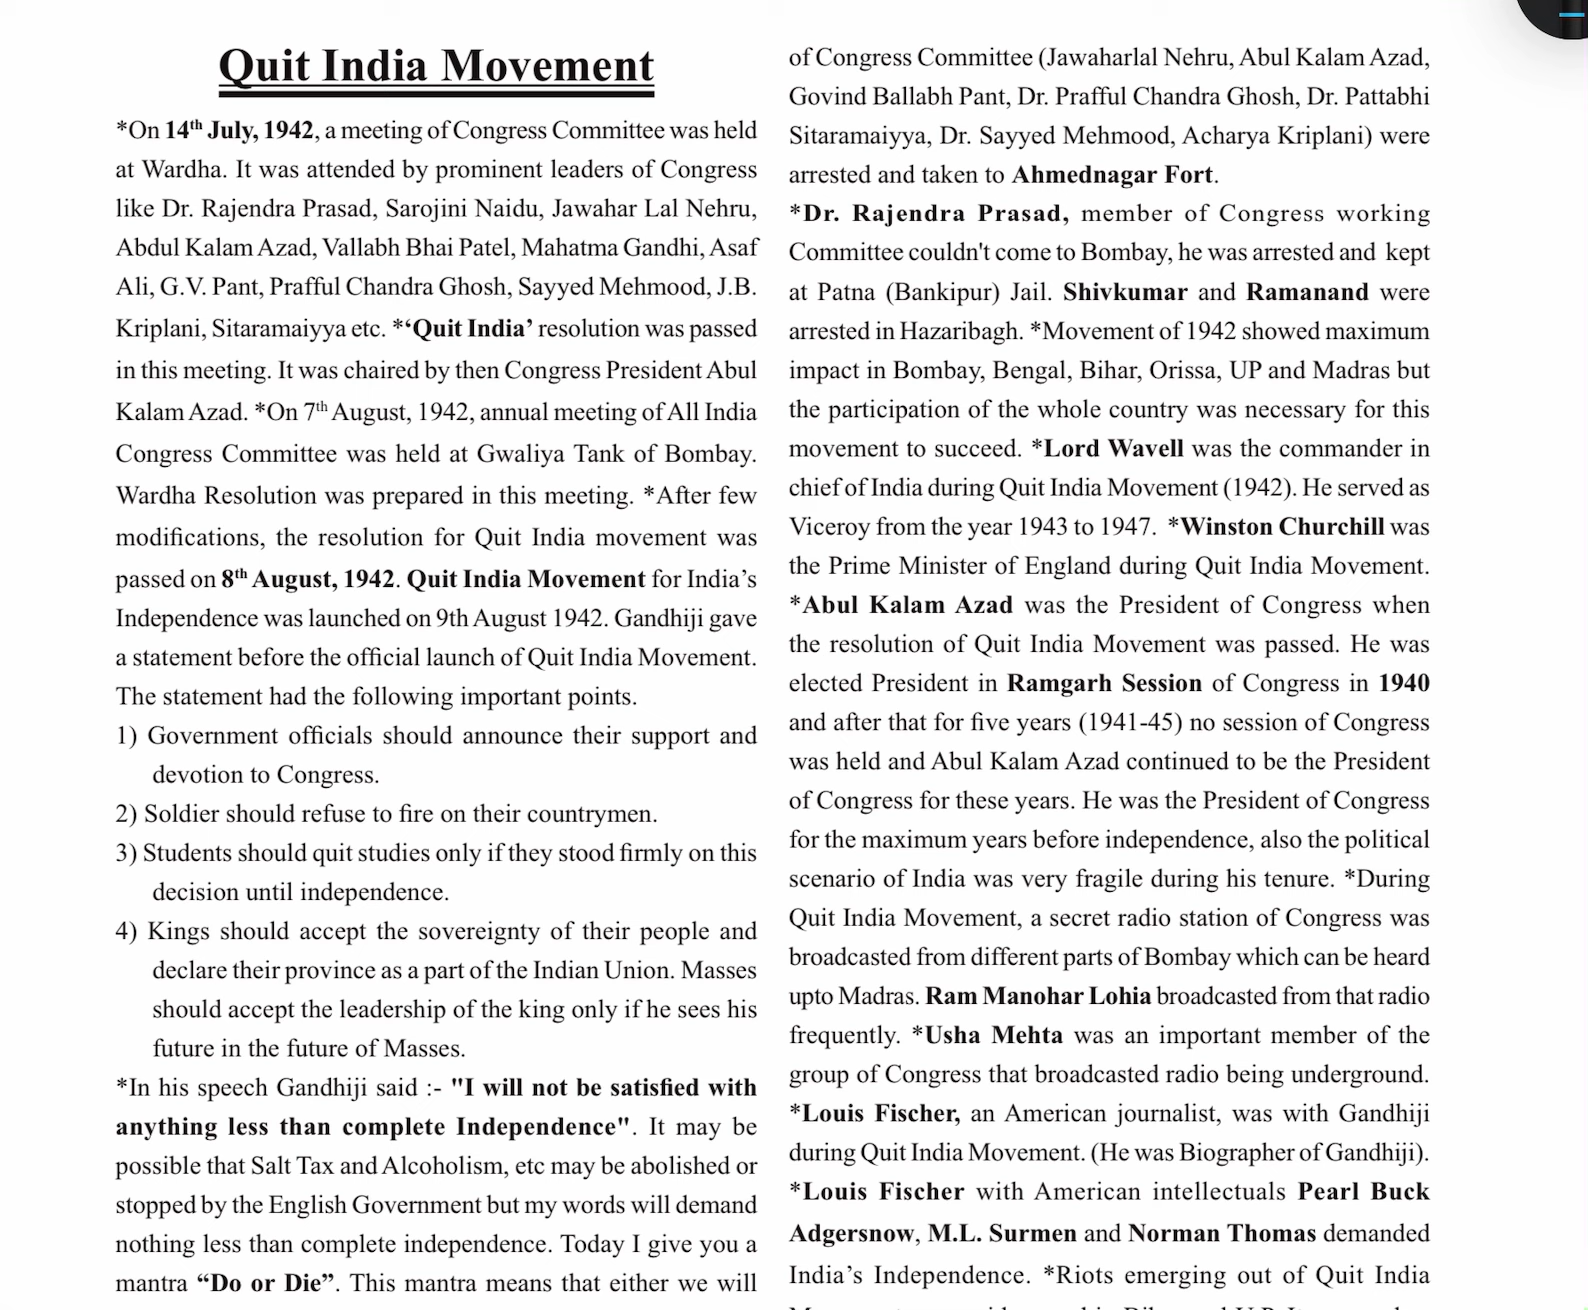 Quit India Movement
*On 14th July, 1942, a meeting of Congress Committee was held
at Wardha. It was attended by prominent leaders of Congress
like Dr. Rajendra Prasad, Sarojini Naidu, Jawahar Lal Nehru,
Abdul Kalam Azad, Vallabh Bhai Patel, Mahatma Gandhi, Asaf
Ali, G.V. Pant, Prafful Chandra Ghosh, Sayyed Mehmood, J.B.
Kriplani, Sitaramaiyya etc. *‘Quit India’ resolution was passed
in this meeting. It was chaired by then Congress President Abul
Kalam Azad. *On 7th August, 1942, annual meeting of All India
Congress Committee was held at Gwaliya Tank of Bombay.
Wardha Resolution was prepared in this meeting. *After few
modifications, the resolution for Quit India movement was
passed on 8th August, 1942. Quit India Movement for India’s
Independence was launched on 9th August 1942. Gandhiji gave
a statement before the official launch of Quit India Movement.
The statement had the following important points.
1) Government officials should announce their support and
devotion to Congress.
2) Soldier should refuse to fire on their countrymen.
3) Students should quit studies only if they stood firmly on this
decision until independence.
4) Kings should accept the sovereignty of their people and
declare their province as a part of the Indian Union. Masses
should accept the leadership of the king only if he sees his
future in the future of Masses.
*In his speech Gandhiji said :- "I will not be satisfied with
anything less than complete Independence". It may be
possible that Salt Tax and Alcoholism, etc may be abolished or
stopped by the English Government but my words will demand
nothing less than complete independence. Today I give you a
mantra “Do or Die”. This mantra means that either we will
of Congress Committee (Jawaharlal Nehru, Abul Kalam Azad,
Govind Ballabh Pant, Dr. Prafful Chandra Ghosh, Dr. Pattabhi
Sitaramaiyya, Dr. Sayyed Mehmood, Acharya Kriplani) were
arrested and taken to Ahmednagar Fort.
*Dr. Rajendra Prasad, member of Congress working
Committee couldn't come to Bombay, he was arrested and kept
at Patna (Bankipur) Jail. Shivkumar and Ramanand were
arrested in Hazaribagh. *Movement of 1942 showed maximum
impact in Bombay, Bengal, Bihar, Orissa, UP and Madras but
the participation of the whole country was necessary for this
movement to succeed. *Lord Wavell was the commander in
chief of India during Quit India Movement (1942). He served as
Viceroy from the year 1943 to 1947. *Winston Churchill was
the Prime Minister of England during Quit India Movement.
*Abul Kalam Azad was the President of Congress when
the resolution of Quit India Movement was passed. He was
elected President in Ramgarh Session of Congress in 1940
and after that for five years (1941-45) no session of Congress
was held and Abul Kalam Azad continued to be the President
of Congress for these years. He was the President of Congress
for the maximum years before independence, also the political
scenario of India was very fragile during his tenure. *During
Quit India Movement, a secret radio station of Congress was
broadcasted from different parts of Bombay which can be heard
upto Madras. Ram Manohar Lohia broadcasted from that radio
frequently. *Usha Mehta was an important member of the
group of Congress that broadcasted radio being underground.
*Louis Fischer, an American journalist, was with Gandhiji
during Quit India Movement. (He was Biographer of Gandhiji).
*Louis Fischer with American intellectuals Pearl Buck
Adgersnow, M.L. Surmen and Norman Thomas demanded
India’s Independence. *Riots emerging out of Quit India